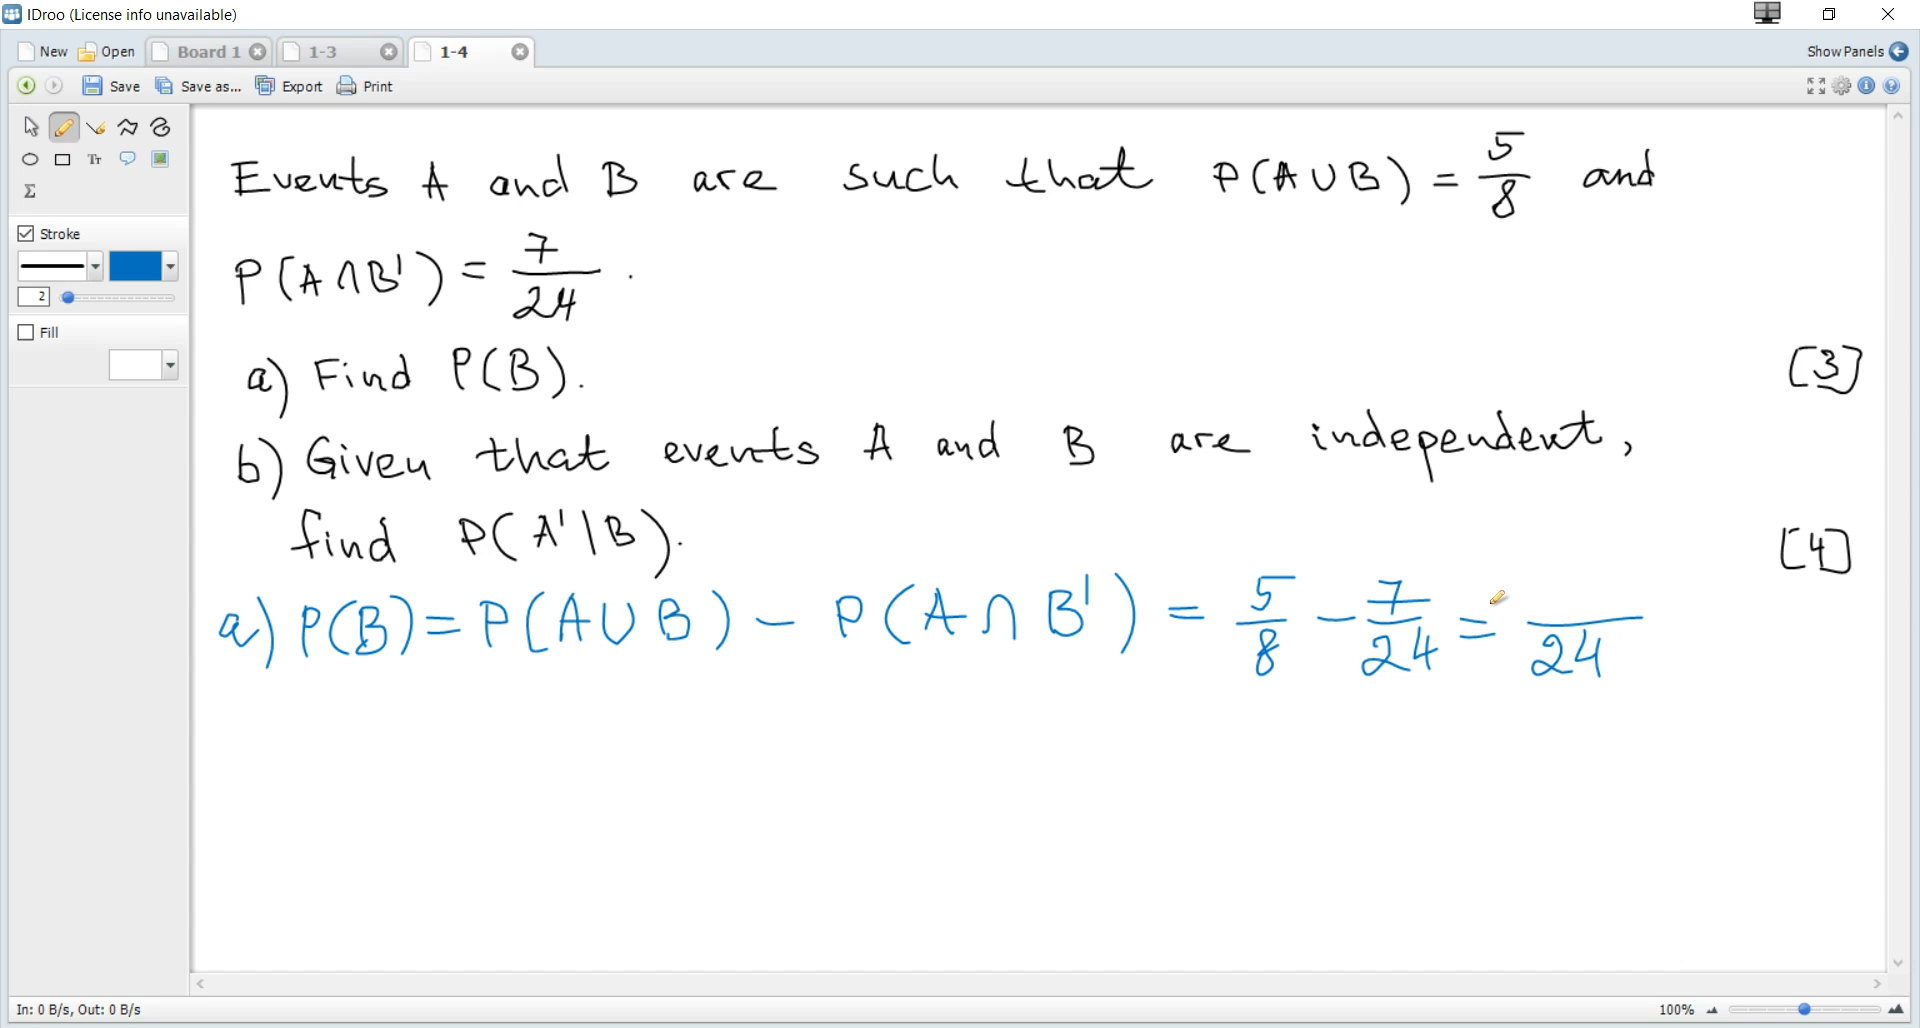 IDroo (License info unavailable)
New Open Board 1 1-3 1-4 Show Panels
Save Save as... Export Print
Events A and B are such that P(A∪B) = 5/8 and
P(A∩B') = 7/24 .
a) Find P(B). [3]
b) Given that events A and B are independent,
find P(A'|B). [4]
a) P(B) = P(A∪B) - P(A∩B') = 5/8 - 7/24 = /24
Tt
Σ
Stroke
2
Fill
In: 0 B/s, Out: 0 B/s 100%